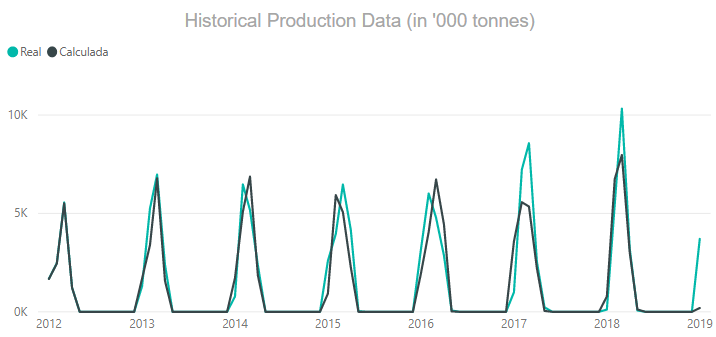 Historical Production Data (in '000 tonnes)
Real Calculada
10K
5K
0K
2012 2013 2014 2015 2016 2017 2018 2019